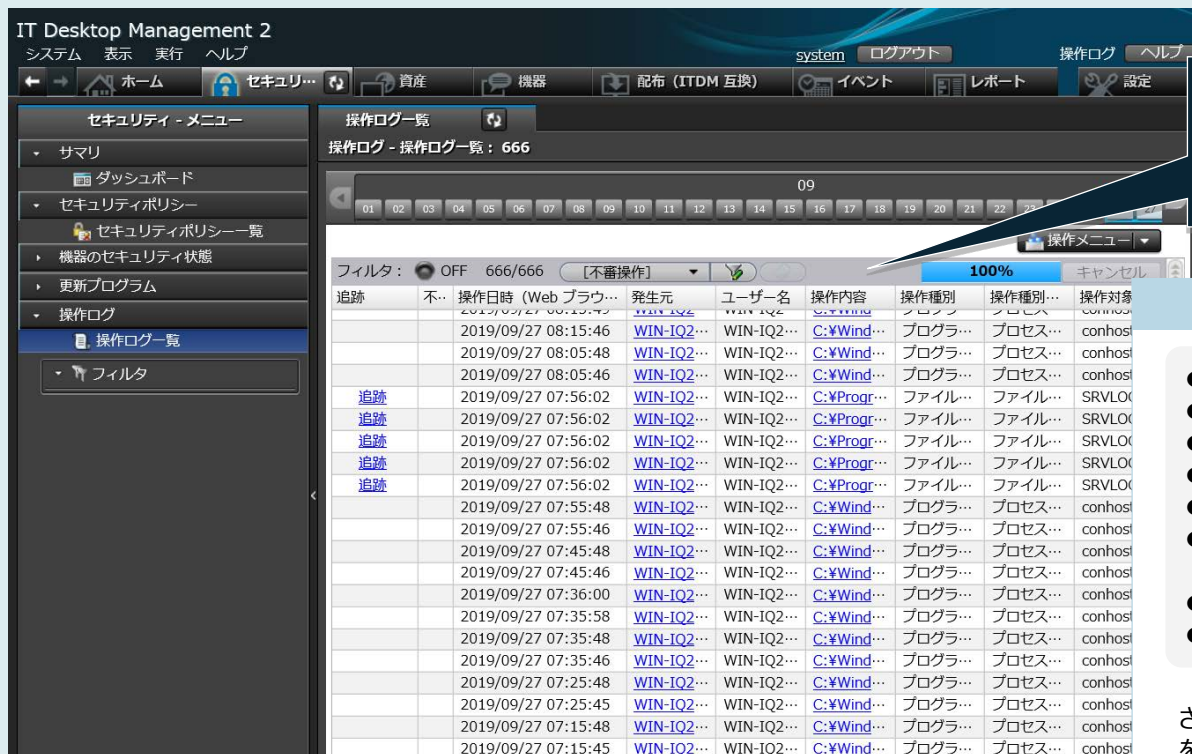 IT Desktop Management 2
システム 表示 実行 ヘルプ
system ログアウト 操作ログ ヘルプ
ホーム セキュリ… 資産 機器 配布（ITDM 互換） イベント レポート 設定
セキュリティ - メニュー
サマリ
ダッシュボード
セキュリティポリシー
セキュリティポリシー一覧
機器のセキュリティ状態
更新プログラム
操作ログ
操作ログ一覧
フィルタ
操作ログ一覧
操作ログ - 操作ログ一覧： 666
09
01 02 03 04 05 06 07 08 09 10 11 12 13 14 15 16 17 18 19 20 21 22 27
操作メニュー
フィルタ： OFF 666/666 [不審操作] 100% キャンセル
追跡 不… 操作日時（Web ブラウ… 発生元 ユーザー名 操作内容 操作種別 操作種別… 操作対象
2019/09/27 08:15:46 WIN-IQ2… WIN-IQ2… C:¥Wind… プログラ… プロセス… conhost
2019/09/27 08:05:48 WIN-IQ2… WIN-IQ2… C:¥Wind… プログラ… プロセス… conhost
2019/09/27 08:05:46 WIN-IQ2… WIN-IQ2… C:¥Wind… プログラ… プロセス… conhost
追跡 2019/09/27 07:56:02 WIN-IQ2… WIN-IQ2… C:¥Progr… ファイル… ファイル… SRVLO
追跡 2019/09/27 07:56:02 WIN-IQ2… WIN-IQ2… C:¥Progr… ファイル… ファイル… SRVLO
追跡 2019/09/27 07:56:02 WIN-IQ2… WIN-IQ2… C:¥Progr… ファイル… ファイル… SRVLO
追跡 2019/09/27 07:56:02 WIN-IQ2… WIN-IQ2… C:¥Progr… ファイル… ファイル… SRVLO
追跡 2019/09/27 07:56:02 WIN-IQ2… WIN-IQ2… C:¥Progr… ファイル… ファイル… SRVLO
2019/09/27 07:55:48 WIN-IQ2… WIN-IQ2… C:¥Wind… プログラ… プロセス… conhost
2019/09/27 07:55:46 WIN-IQ2… WIN-IQ2… C:¥Wind… プログラ… プロセス… conhost
2019/09/27 07:45:48 WIN-IQ2… WIN-IQ2… C:¥Wind… プログラ… プロセス… conhost
2019/09/27 07:45:46 WIN-IQ2… WIN-IQ2… C:¥Wind… プログラ… プロセス… conhost
2019/09/27 07:36:00 WIN-IQ2… WIN-IQ2… C:¥Wind… プログラ… プロセス… conhost
2019/09/27 07:35:58 WIN-IQ2… WIN-IQ2… C:¥Wind… プログラ… プロセス… conhost
2019/09/27 07:35:48 WIN-IQ2… WIN-IQ2… C:¥Wind… プログラ… プロセス… conhost
2019/09/27 07:35:46 WIN-IQ2… WIN-IQ2… C:¥Wind… プログラ… プロセス… conhost
2019/09/27 07:25:48 WIN-IQ2… WIN-IQ2… C:¥Wind… プログラ… プロセス… conhost
2019/09/27 07:25:45 WIN-IQ2… WIN-IQ2… C:¥Wind… プログラ… プロセス… conhost
2019/09/27 07:15:48 WIN-IQ2… WIN-IQ2… C:¥Wind… プログラ… プロセス… conhost
2019/09/27 07:15:45 WIN-IQ2… WIN-IQ2… C:¥Wind… プログラ… プロセス… conhost
さ
を